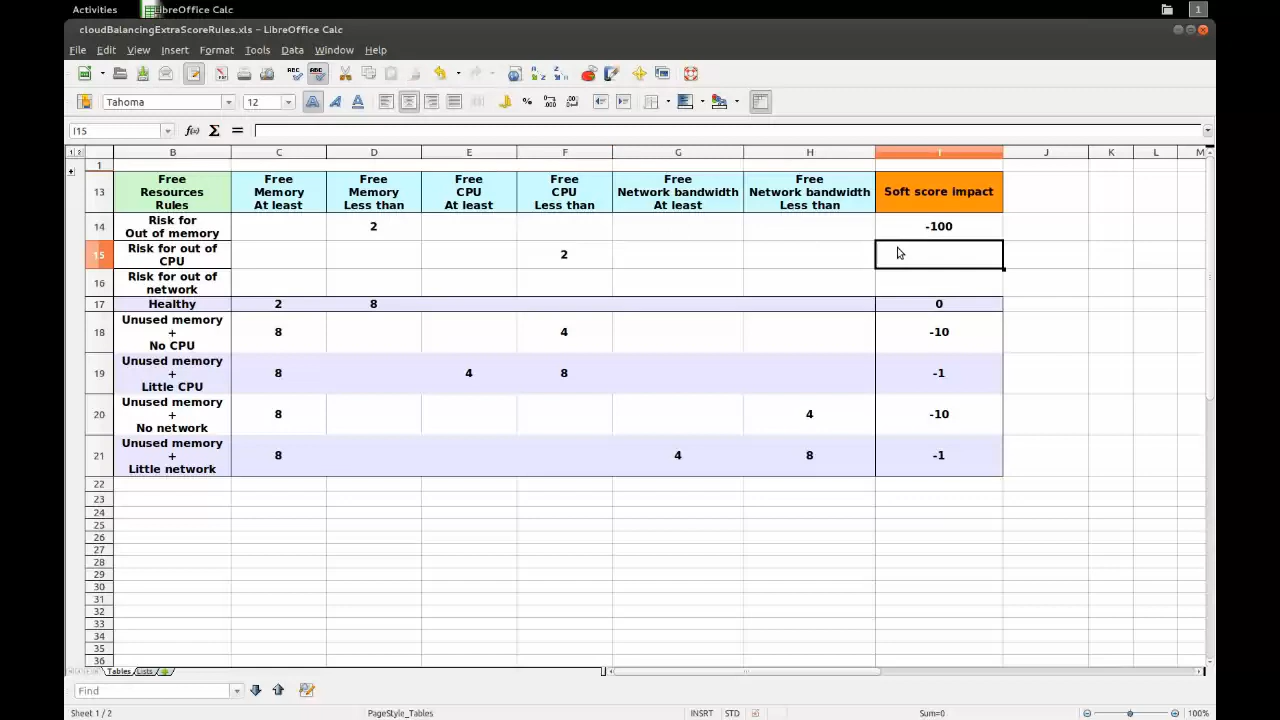 Activities
LibreOffice Calc
1
cloudBalancingExtraScoreRules.xls – LibreOffice Calc
File Edit View Insert Format Tools Data Window Help
Tahoma 12
I15
B C D E F G H I J K L M
1
13
Free
Resources
Rules
Free
Memory
At least
Free
Memory
Less than
Free
CPU
At least
Free
CPU
Less than
Free
Network bandwidth
At least
Free
Network bandwidth
Less than
Soft score impact
14
Risk for
Out of memory
2 -100
15
Risk for out of
CPU
2
16
Risk for out of
network
17 Healthy 2 8 0
18
Unused memory
+
No CPU
8 4 -10
19
Unused memory
+
Little CPU
8 4 8 -1
20
Unused memory
+
No network
8 4 -10
21
Unused memory
+
Little network
8 4 8 -1
22
23
24
25
26
27
28
29
30
31
32
33
34
35
36
Tables Lists
Find
Sheet 1 / 2 PageStyle_Tables INSRT STD Sum=0 100%